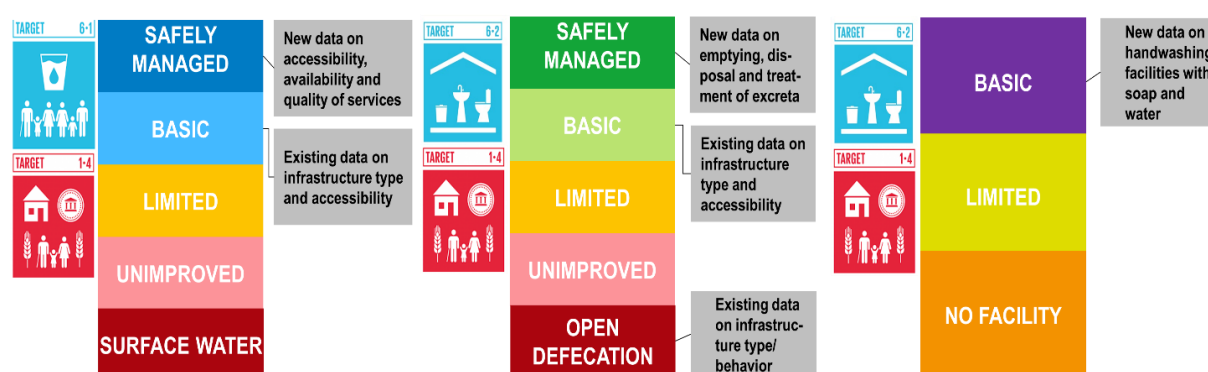 TARGET 6·1
SAFELY
MANAGED
BASIC
LIMITED
UNIMPROVED
SURFACE WATER
TARGET 1·4
New data on
accessibility,
availability and
quality of services
Existing data on
infrastructure type
and accessibility
TARGET 6·2
TARGET 1·4
SAFELY
MANAGED
BASIC
LIMITED
UNIMPROVED
OPEN
DEFECATION
New data on
emptying, dis-
posal and treat-
ment of excreta
Existing data on
infrastructure
type and
accessibility
Existing data
on infrastruc-
ture type/
behavior
TARGET 6·2
TARGET 1·4
BASIC
LIMITED
NO FACILITY
New data on
handwashing
facilities with
soap and
water